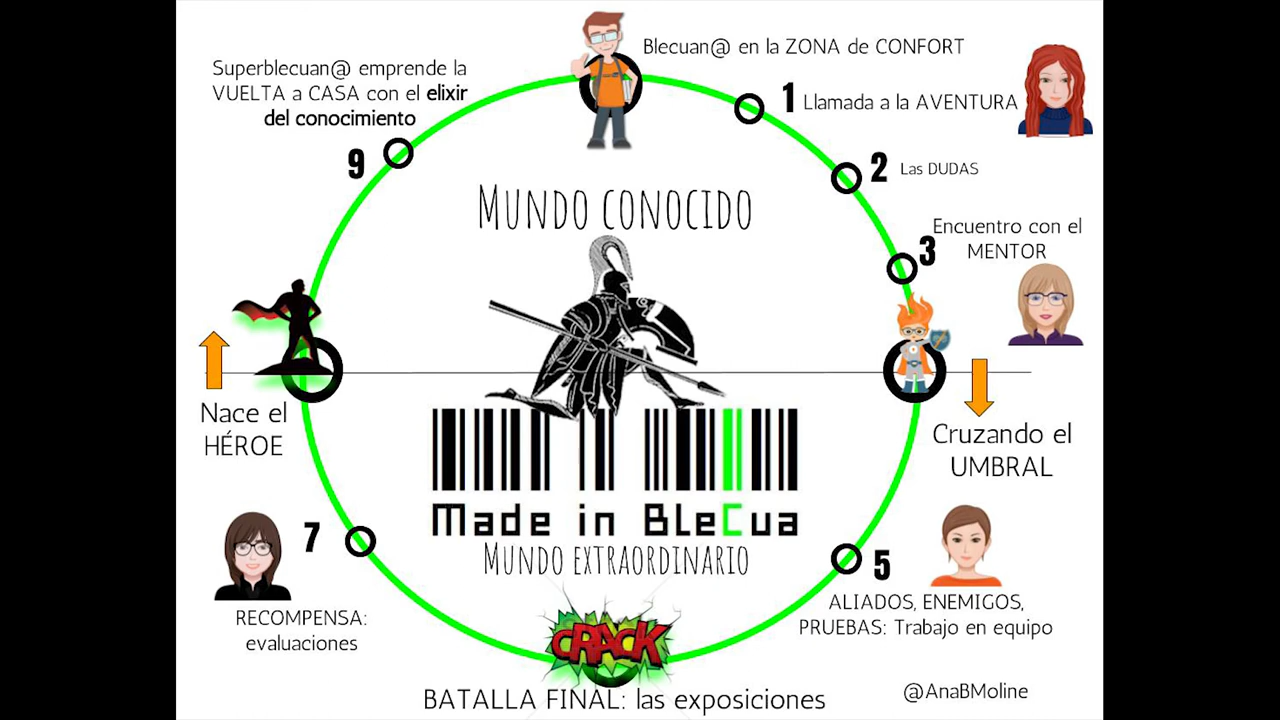 Blecuan@ en la ZONA de CONFORT
1 Llamada a la AVENTURA
2 Las DUDAS
3 Encuentro con el
MENTOR
Cruzando el
UMBRAL
5
ALIADOS, ENEMIGOS,
PRUEBAS: Trabajo en equipo
CRACK
BATALLA FINAL: las exposiciones
7
RECOMPENSA:
evaluaciones
Nace el
HÉROE
9
Superblecuan@ emprende la
VUELTA a CASA con el elixir
del conocimiento
MUNDO CONOCIDO
Made in BLeCua
MUNDO EXTRAORDINARIO
@AnaBMoline